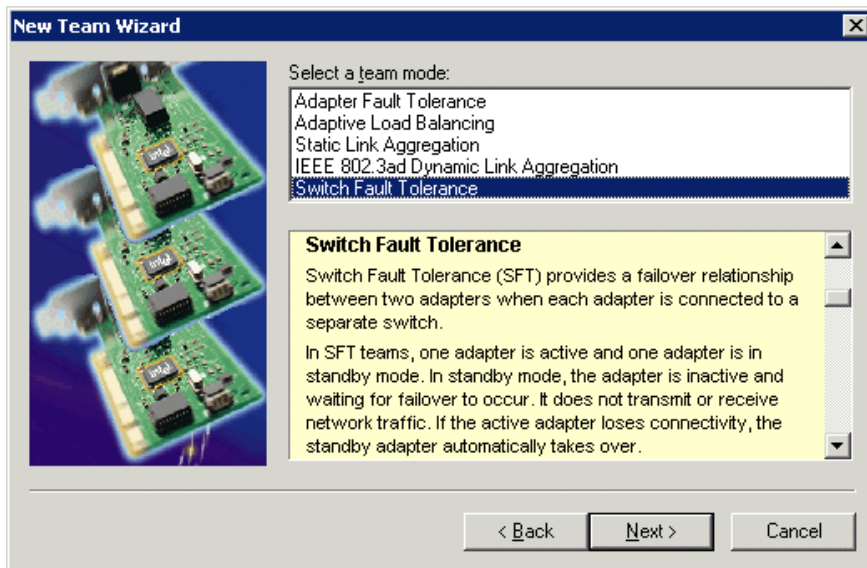 New Team Wizard
Select a team mode:
Adapter Fault Tolerance
Adaptive Load Balancing
Static Link Aggregation
IEEE 802.3ad Dynamic Link Aggregation
Switch Fault Tolerance
Switch Fault Tolerance
Switch Fault Tolerance (SFT) provides a failover relationship
between two adapters when each adapter is connected to a
separate switch.
In SFT teams, one adapter is active and one adapter is in
standby mode. In standby mode, the adapter is inactive and
waiting for failover to occur. It does not transmit or receive
network traffic. If the active adapter loses connectivity, the
standby adapter automatically takes over.
intel
intel
intel
< Back
Next >
Cancel